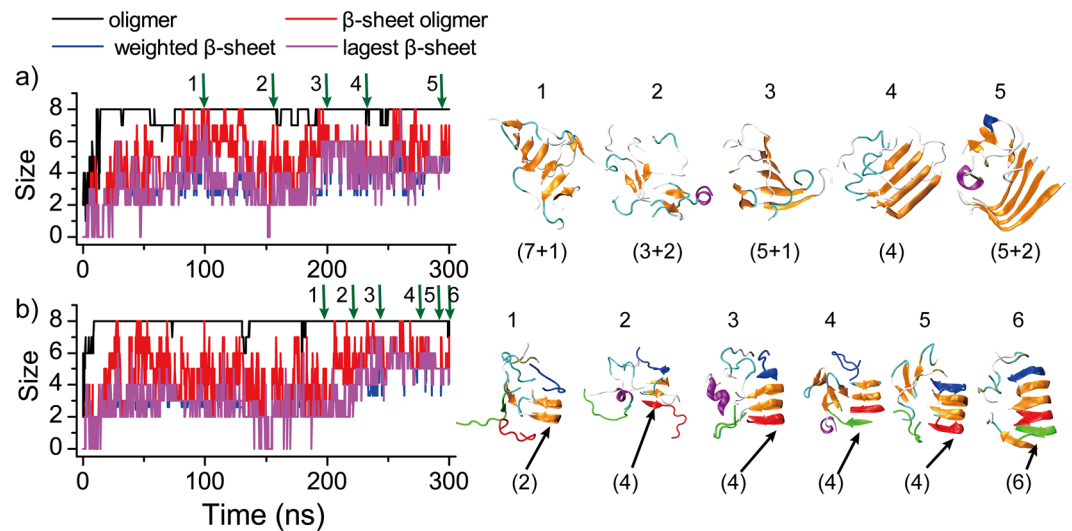 oligmer
β-sheet oligmer
weighted β-sheet
lagest β-sheet
a)
1 2 3 4 5
8
6
4
2
0
Size
0 100 200 300
1 2 3 4 5
(7+1) (3+2) (5+1) (4) (5+2)
b)
1 2 3 4 5 6
8
6
4
2
0
Size
0 100 200 300
Time (ns)
1 2 3 4 5 6
(2) (4) (4) (4) (4) (6)